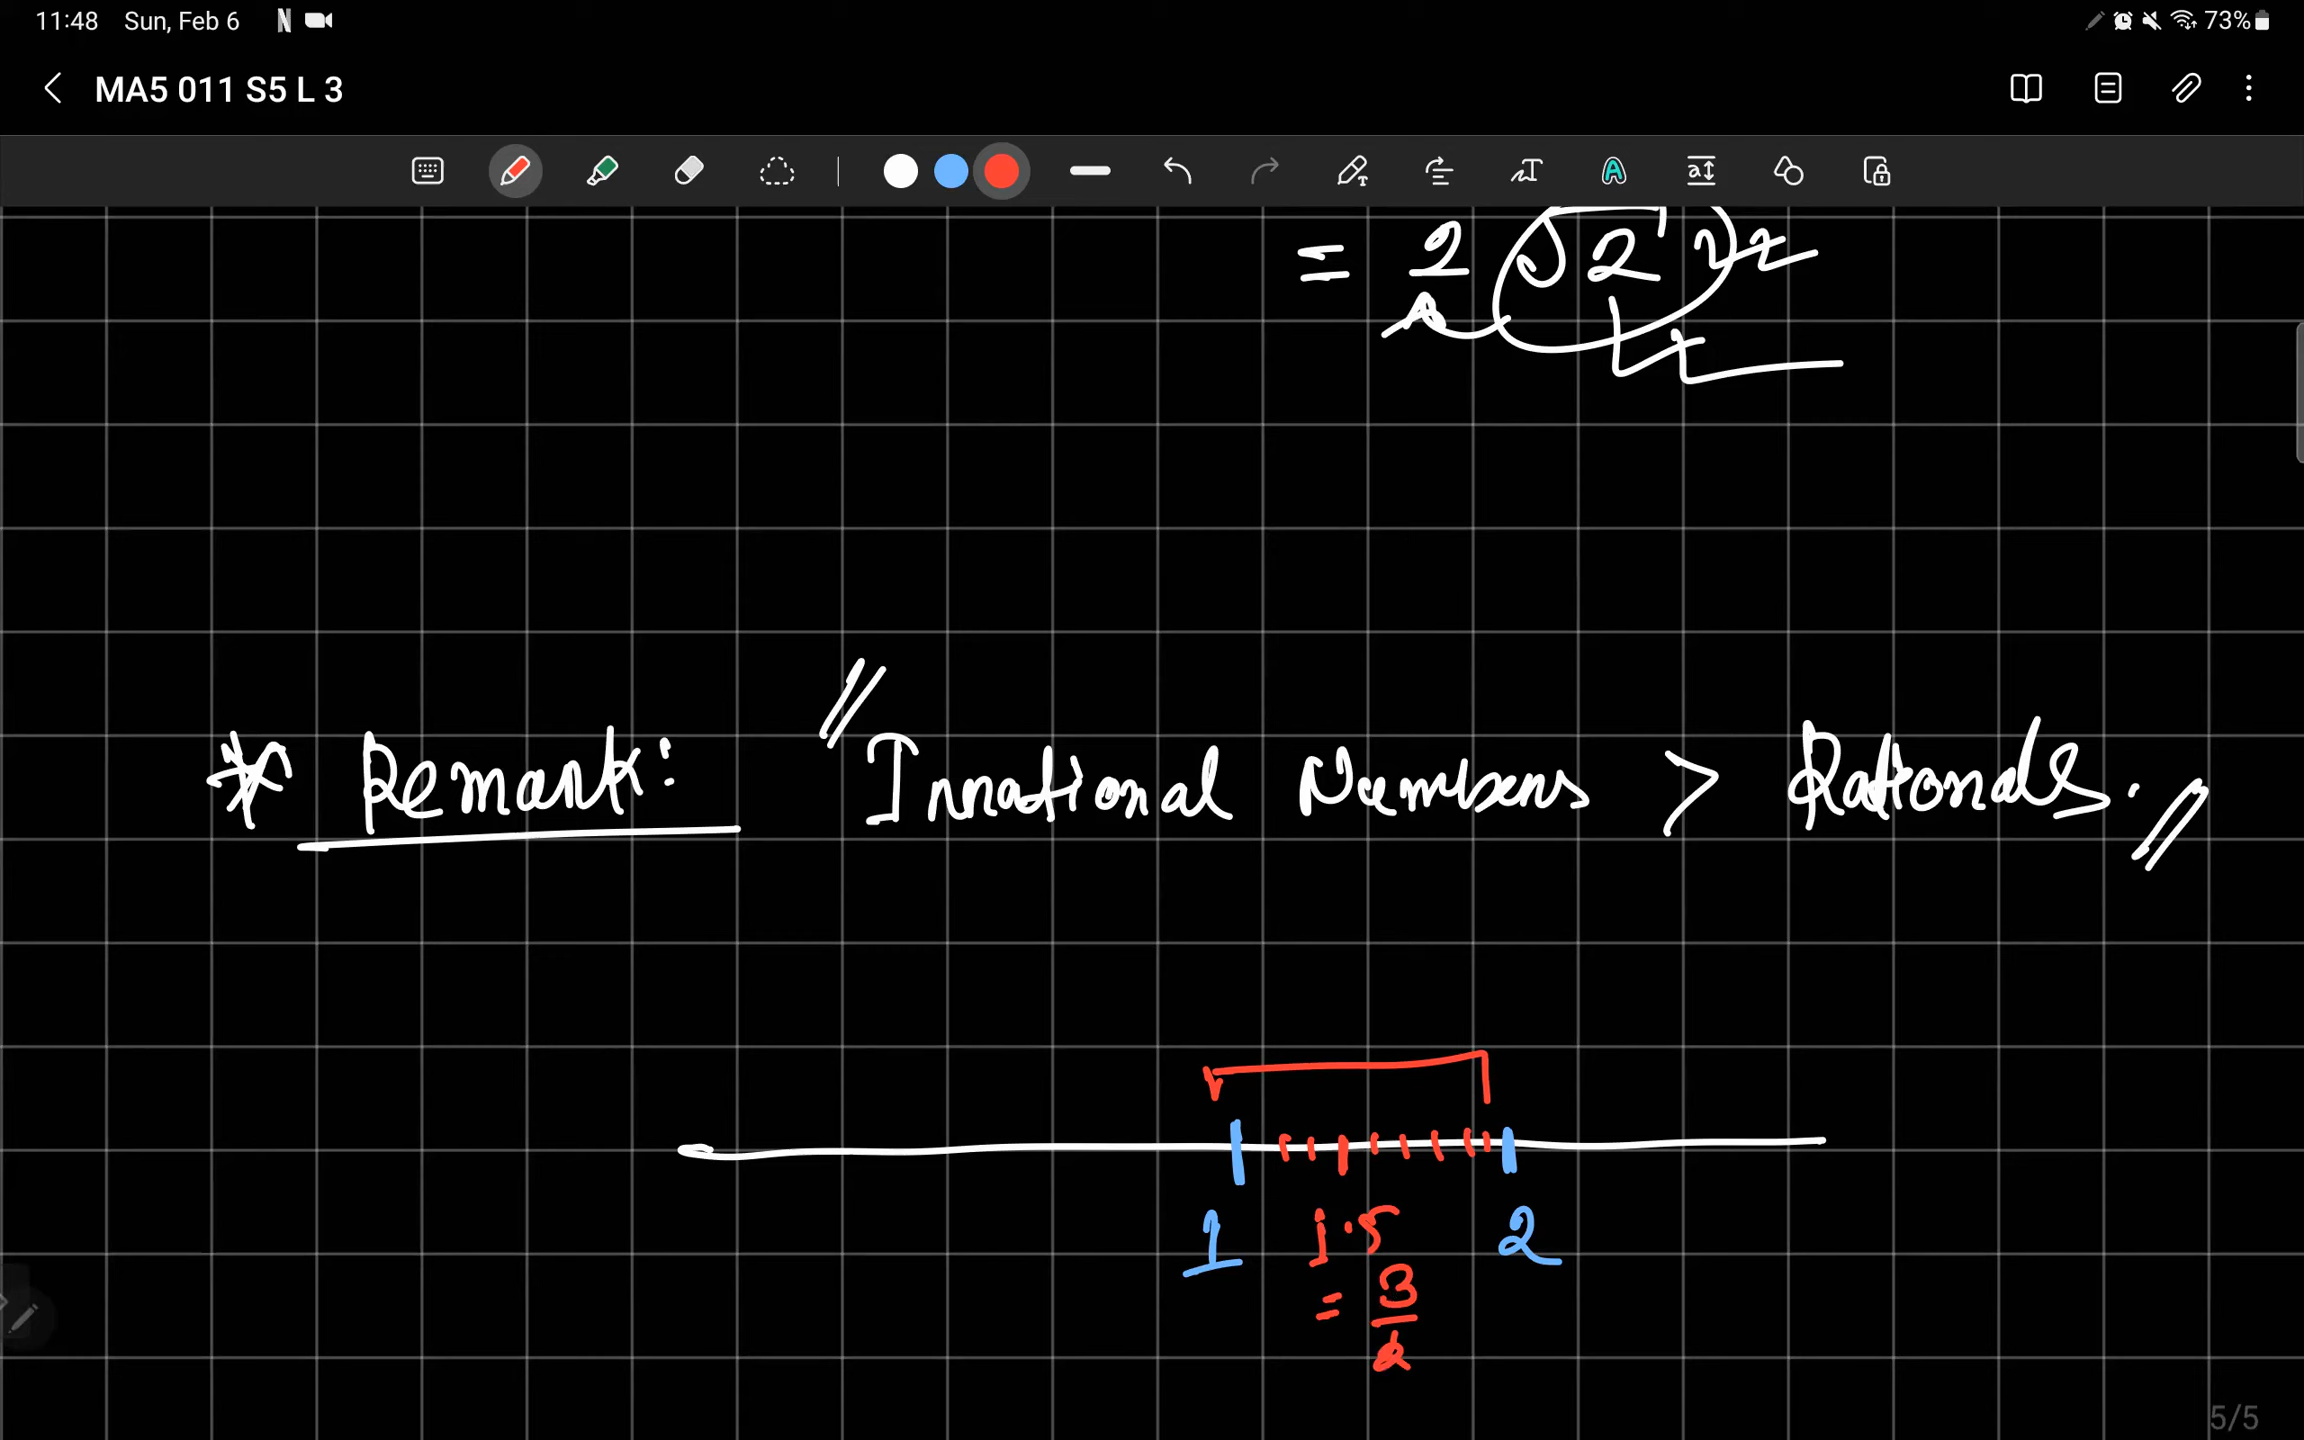 11:48 Sun, Feb 6 N 73%
MA5 011 S5 L 3
= 2 √2
* Remark: "Irrational Numbers > Rationals."
1 1.5 2
= 3/2
5/5